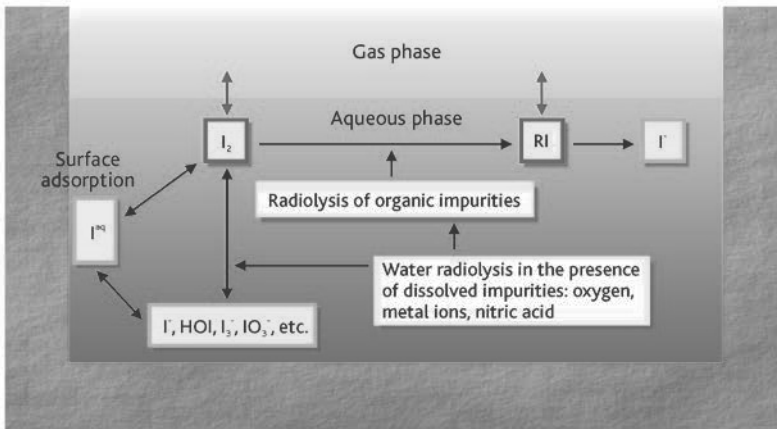 Gas phase
Aqueous phase
I₂
RI
I⁻
Surface
adsorption
Radiolysis of organic impurities
Iᵃᑫ
Water radiolysis in the presence
of dissolved impurities: oxygen,
metal ions, nitric acid
I⁻, HOI, I₃⁻, IO₃⁻, etc.